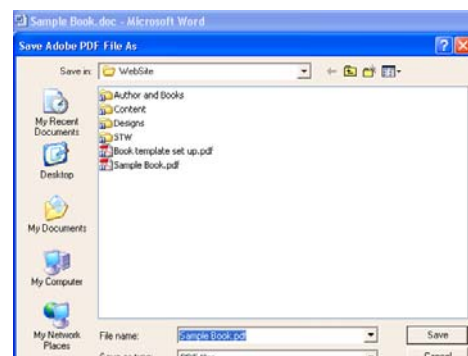 Sample Book.doc - Microsoft Word
Save Adobe PDF File As
Save in: WebSite
Author and Books
Content
Designs
STW
Book template set up.pdf
Sample Book.pdf
My Recent
Documents
Desktop
My Documents
My Computer
My Network
Places
File name: Sample Book.pdf Save